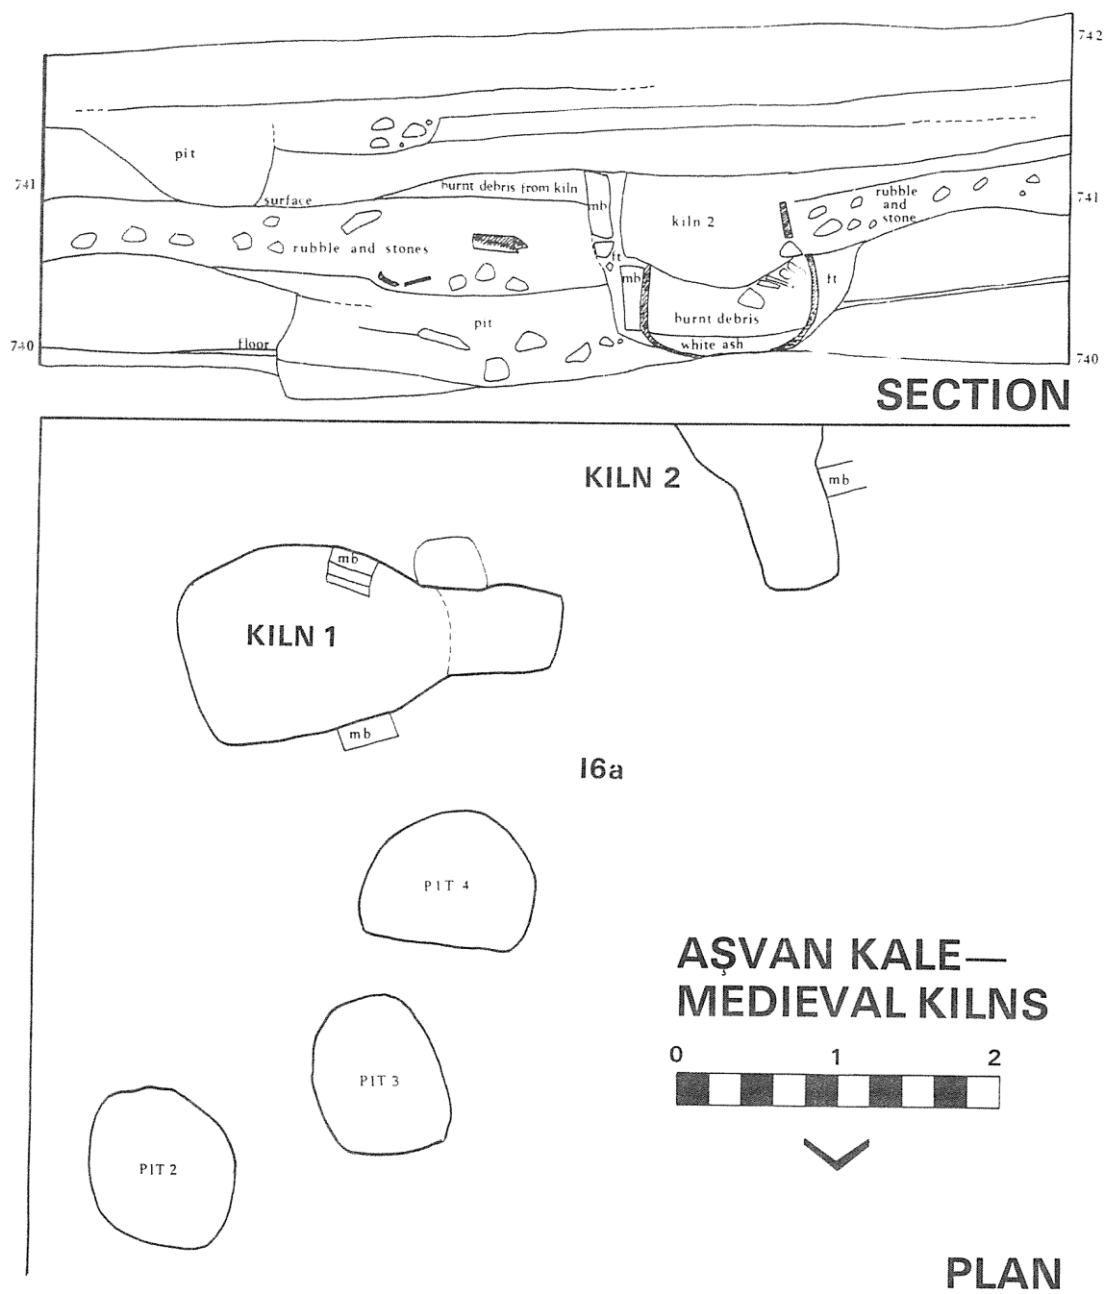 742
pit
741
burnt debris from kiln
mb
surface
kiln 2
rubble
and
stone
741
rubble and stones
ft
mb
ft
pit
burnt debris
740
floor
white ash
740
SECTION
KILN 2
mb
mb
KILN 1
mb
16a
PIT 4
AŞVAN KALE—
MEDIEVAL KILNS
0 1 2
PIT 3
PIT 2
PLAN